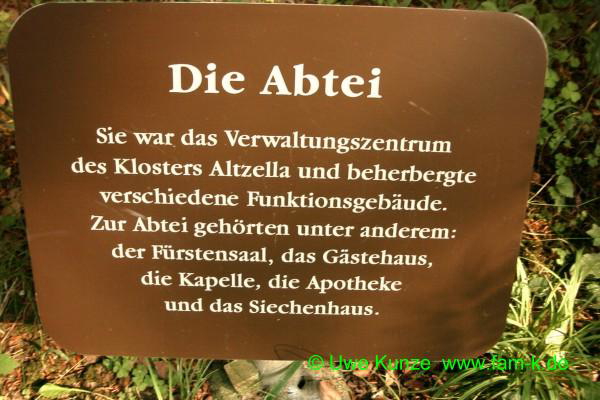 Die Abtei
Sie war das Verwaltungszentrum
des Klosters Altzella und beherbergte
verschiedene Funktionsgebäude.
Zur Abtei gehörten unter anderem:
der Fürstensaal, das Gästehaus,
die Kapelle, die Apotheke
und das Siechenhaus.
© Uwe Kunze www.fam-k.de